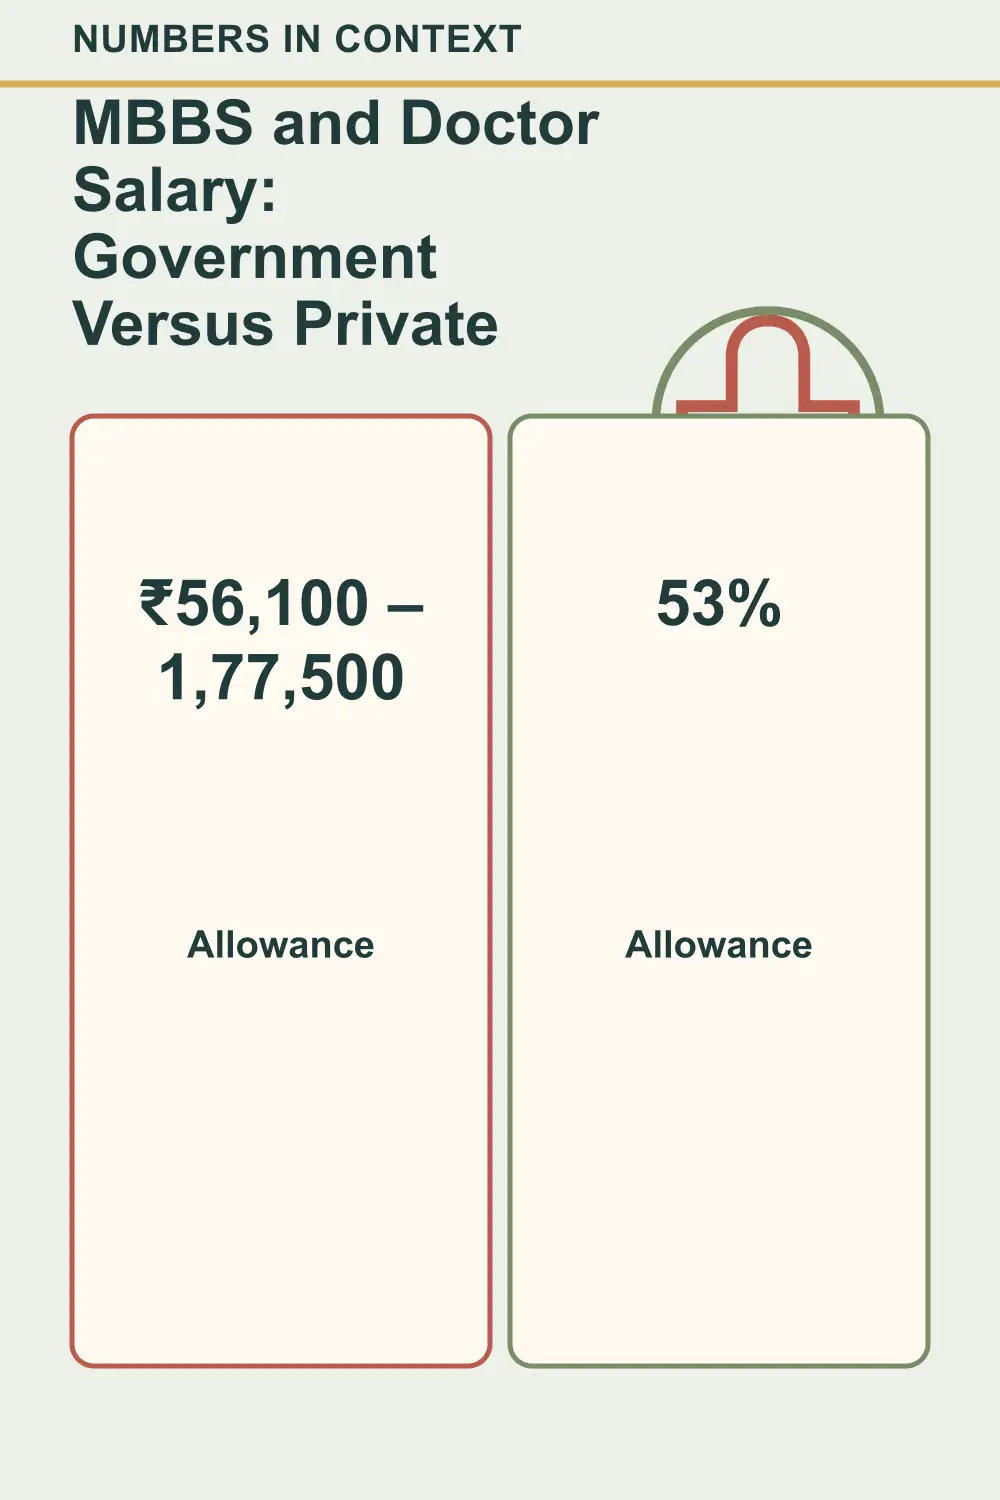 NUMBERS IN CONTEXT
MBBS and Doctor
Salary:
Government
Versus Private
₹56,100 –
1,77,500
Allowance
53%
Allowance